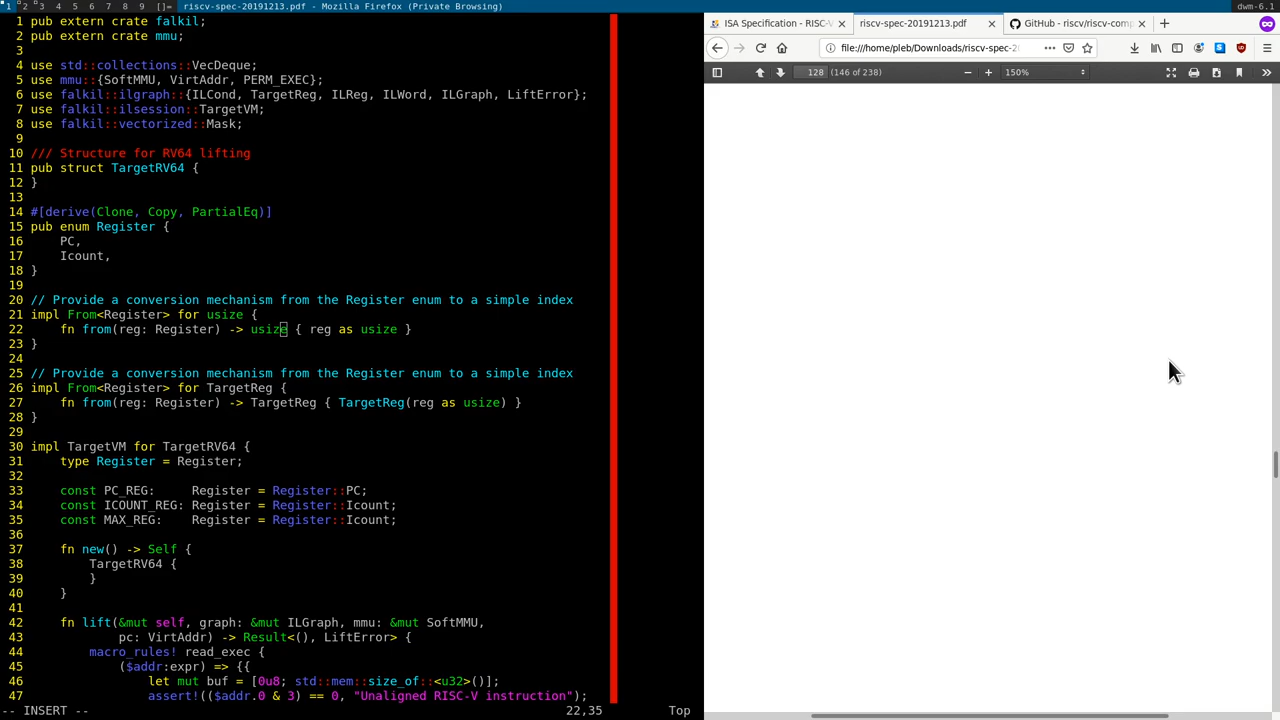 1 2 3 4 5 6 7 8 9 []= riscv-spec-20191213.pdf - Mozilla Firefox (Private Browsing) dwm-6.1
1 pub extern crate falkil;
2 pub extern crate mmu;
3
4 use std::collections::VecDeque;
5 use mmu::{SoftMMU, VirtAddr, PERM_EXEC};
6 use falkil::ilgraph::{ILCond, TargetReg, ILReg, ILWord, ILGraph, LiftError};
7 use falkil::ilsession::TargetVM;
8 use falkil::vectorized::Mask;
9
10 /// Structure for RV64 lifting
11 pub struct TargetRV64 {
12 }
13
14 #[derive(Clone, Copy, PartialEq)]
15 pub enum Register {
16     PC,
17     Icount,
18 }
19
20 // Provide a conversion mechanism from the Register enum to a simple index
21 impl From<Register> for usize {
22     fn from(reg: Register) -> usize { reg as usize }
23 }
24
25 // Provide a conversion mechanism from the Register enum to a simple index
26 impl From<Register> for TargetReg {
27     fn from(reg: Register) -> TargetReg { TargetReg(reg as usize) }
28 }
29
30 impl TargetVM for TargetRV64 {
31     type Register = Register;
32
33     const PC_REG:     Register = Register::PC;
34     const ICOUNT_REG: Register = Register::Icount;
35     const MAX_REG:    Register = Register::Icount;
36
37     fn new() -> Self {
38         TargetRV64 {
39         }
40     }
41
42     fn lift(&mut self, graph: &mut ILGraph, mmu: &mut SoftMMU,
43             pc: VirtAddr) -> Result<(), LiftError> {
44         macro_rules! read_exec {
45             ($addr:expr) => {{
46                 let mut buf = [0u8; std::mem::size_of::<u32>()];
47                 assert!(($addr.0 & 3) == 0, "Unaligned RISC-V instruction");
-- INSERT -- 22,35 Top
ISA Specification - RISC-V riscv-spec-20191213.pdf GitHub - riscv/riscv-com
file:///home/pleb/Downloads/riscv-spec-2
128 (146 of 238) 150%